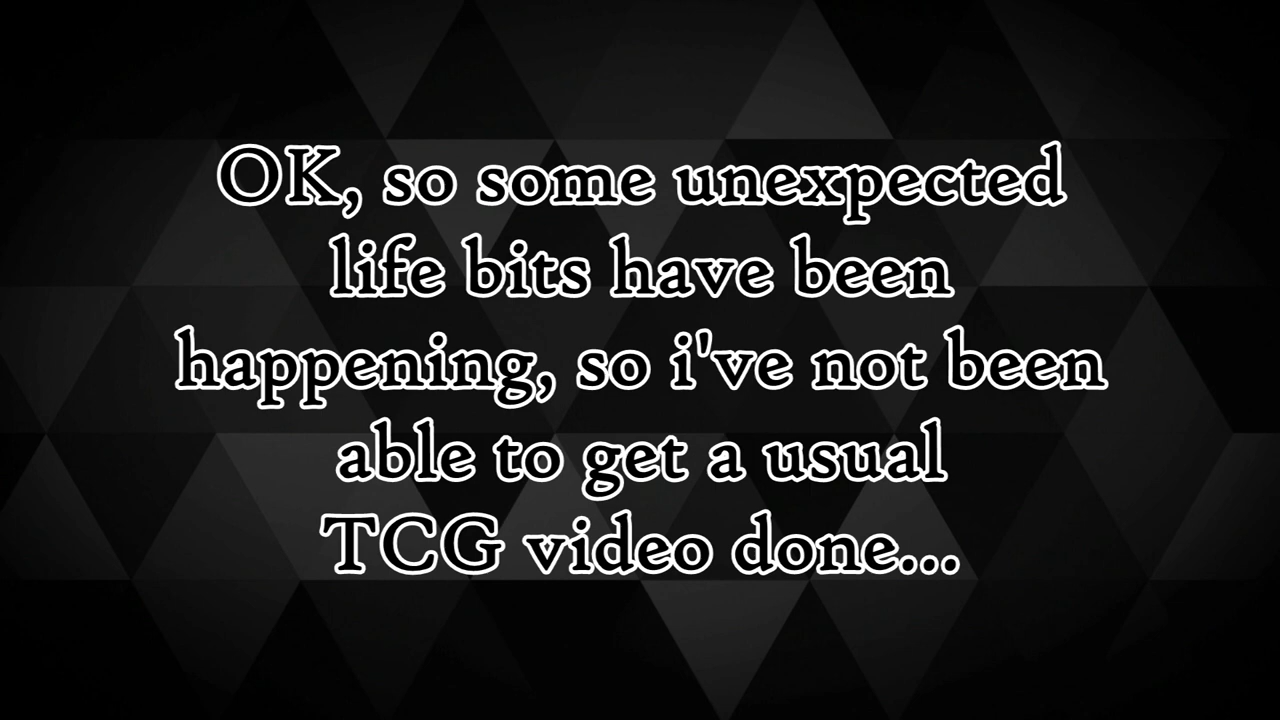 OK, so some unexpected
life bits have been
happening, so i've not been
able to get a usual
TCG video done...